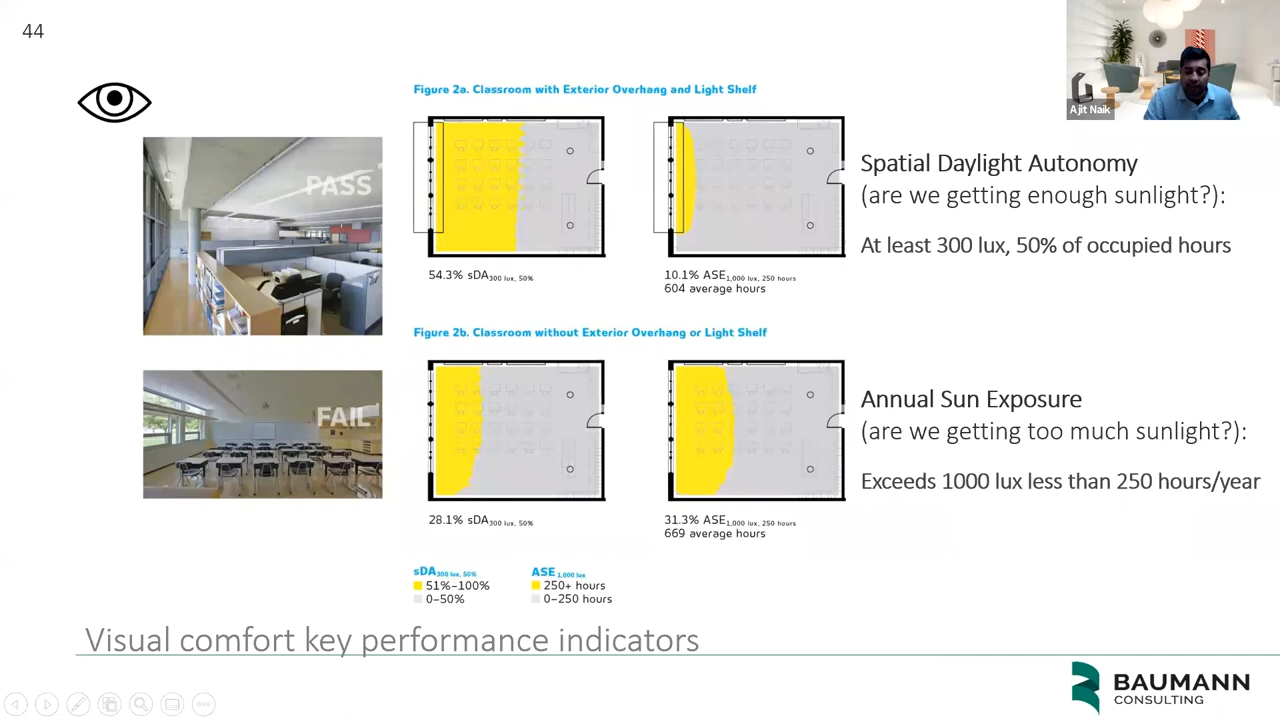 44
Ajit Naik
Figure 2a. Classroom with Exterior Overhang and Light Shelf
PASS
54.3% sDA300 lux, 50%
10.1% ASE1,000 lux, 250 hours
604 average hours
Spatial Daylight Autonomy
(are we getting enough sunlight?):
At least 300 lux, 50% of occupied hours
Figure 2b. Classroom without Exterior Overhang or Light Shelf
FAIL
28.1% sDA300 lux, 50%
31.3% ASE1,000 lux, 250 hours
669 average hours
Annual Sun Exposure
(are we getting too much sunlight?):
Exceeds 1000 lux less than 250 hours/year
sDA300 lux, 50%
51%–100%
0–50%
ASE1,000 lux
250+ hours
0–250 hours
Visual comfort key performance indicators
BAUMANN
CONSULTING